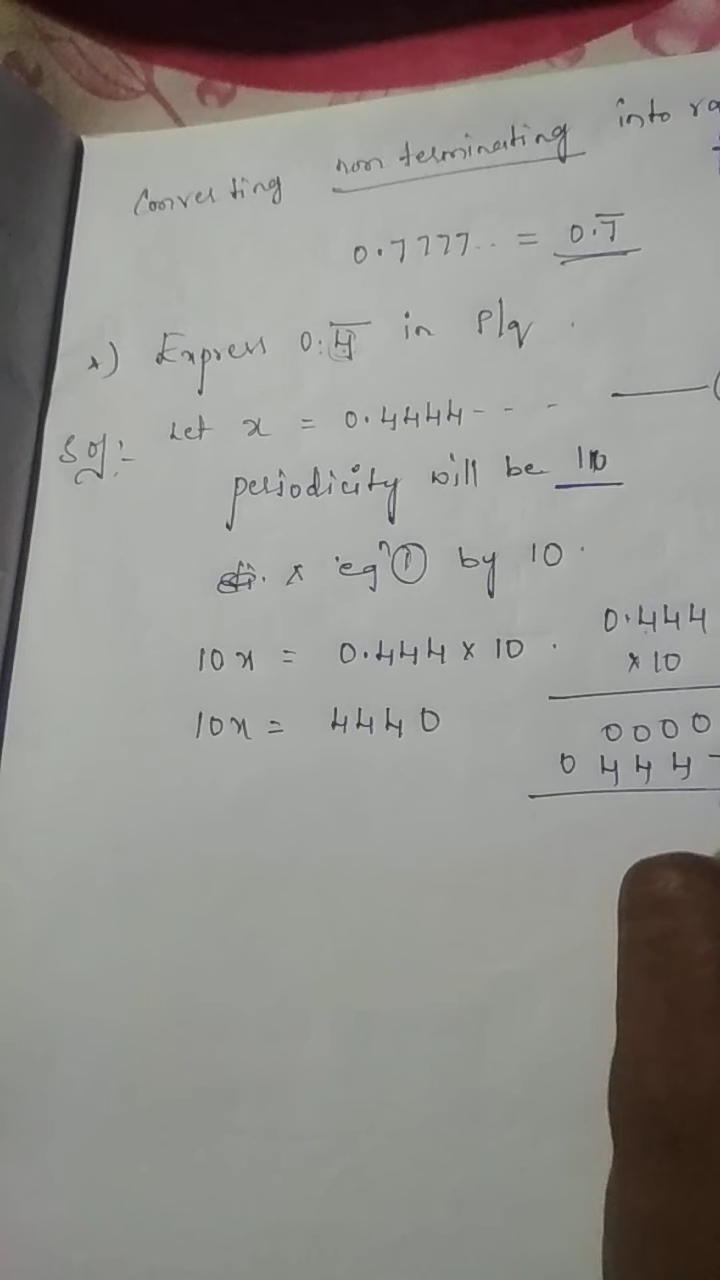 Converting non terminating into ra
0.7777.. = 0.7̅
*) Express 0.4̅ in P/q.
Sol:- Let x = 0.4444- - - —— (
periodicity will be 10
x eqⁿ ① by 10.
10x = 0.444 x 10.
10x = 4440
0.444
x 10
0000
0444